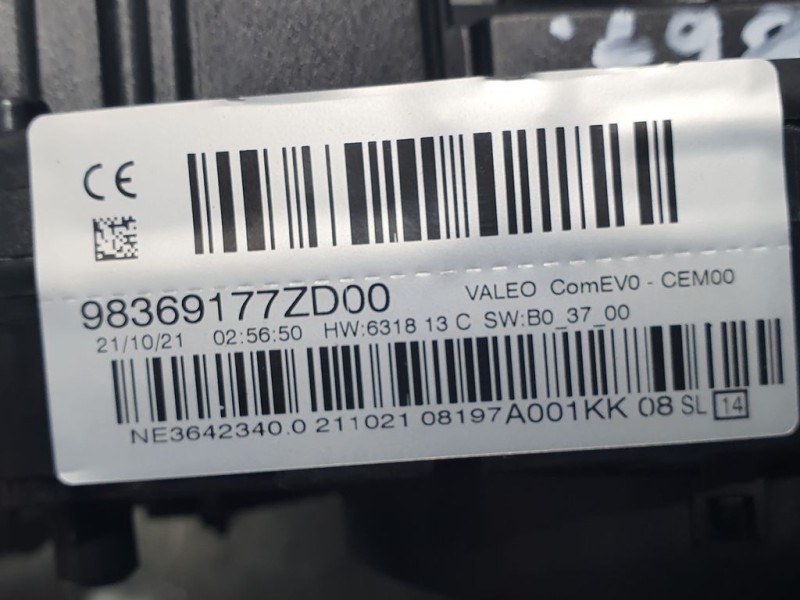 CE
98369177ZD00
VALEO ComEV0 - CEM00
21/10/21 02:56:50 HW:6318 13 C SW:B0_37_00
NE3642340.0 211021 08197A001KK 08 SL 14